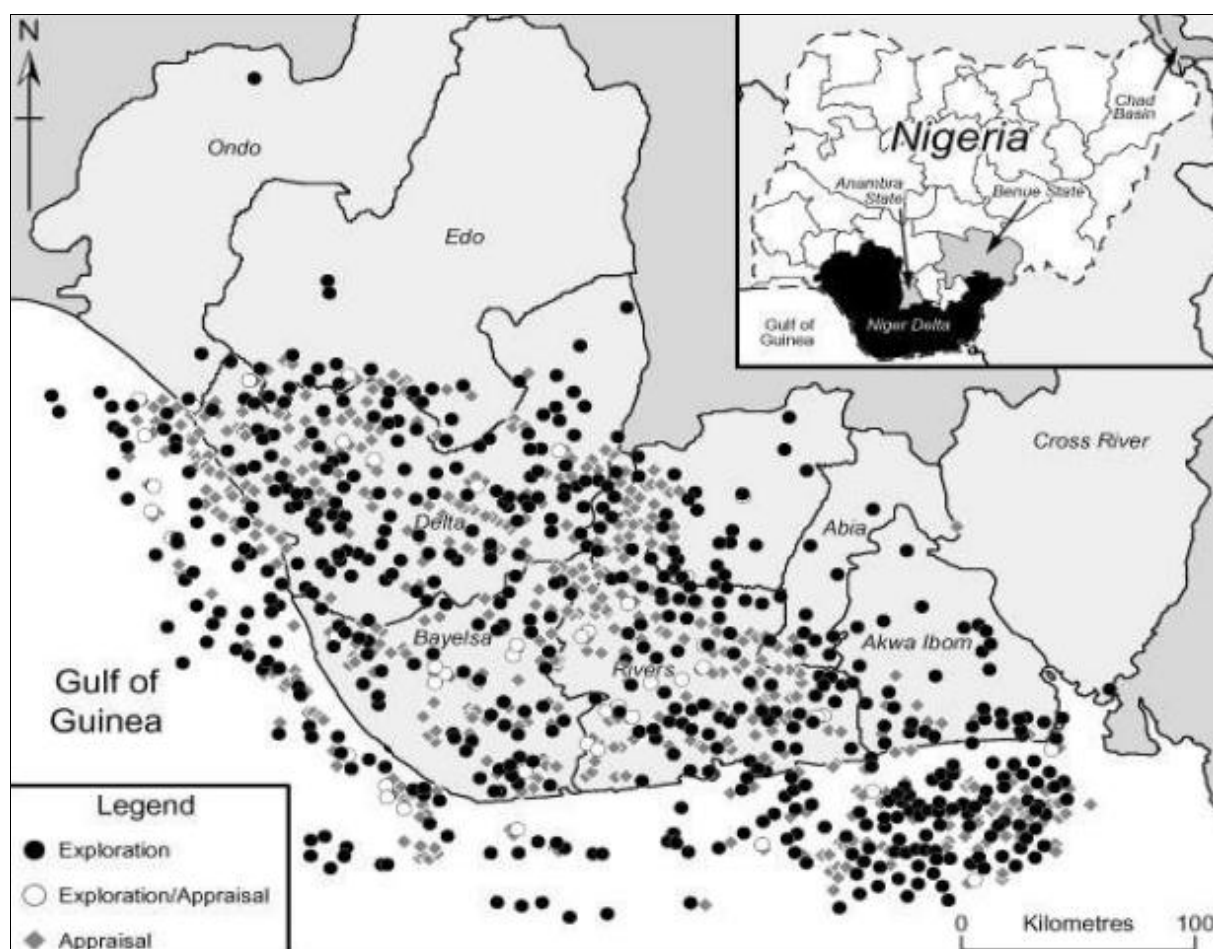 N
Ondo
Edo
Delta
Bayelsa
Rivers
Abia
Akwa Ibom
Cross River
Gulf of
Guinea
Nigeria
Chad
Basin
Anambra
State
Benue State
Niger Delta
Gulf of
Guinea
Legend
Exploration
Exploration/Appraisal
Appraisal
0 Kilometres 100